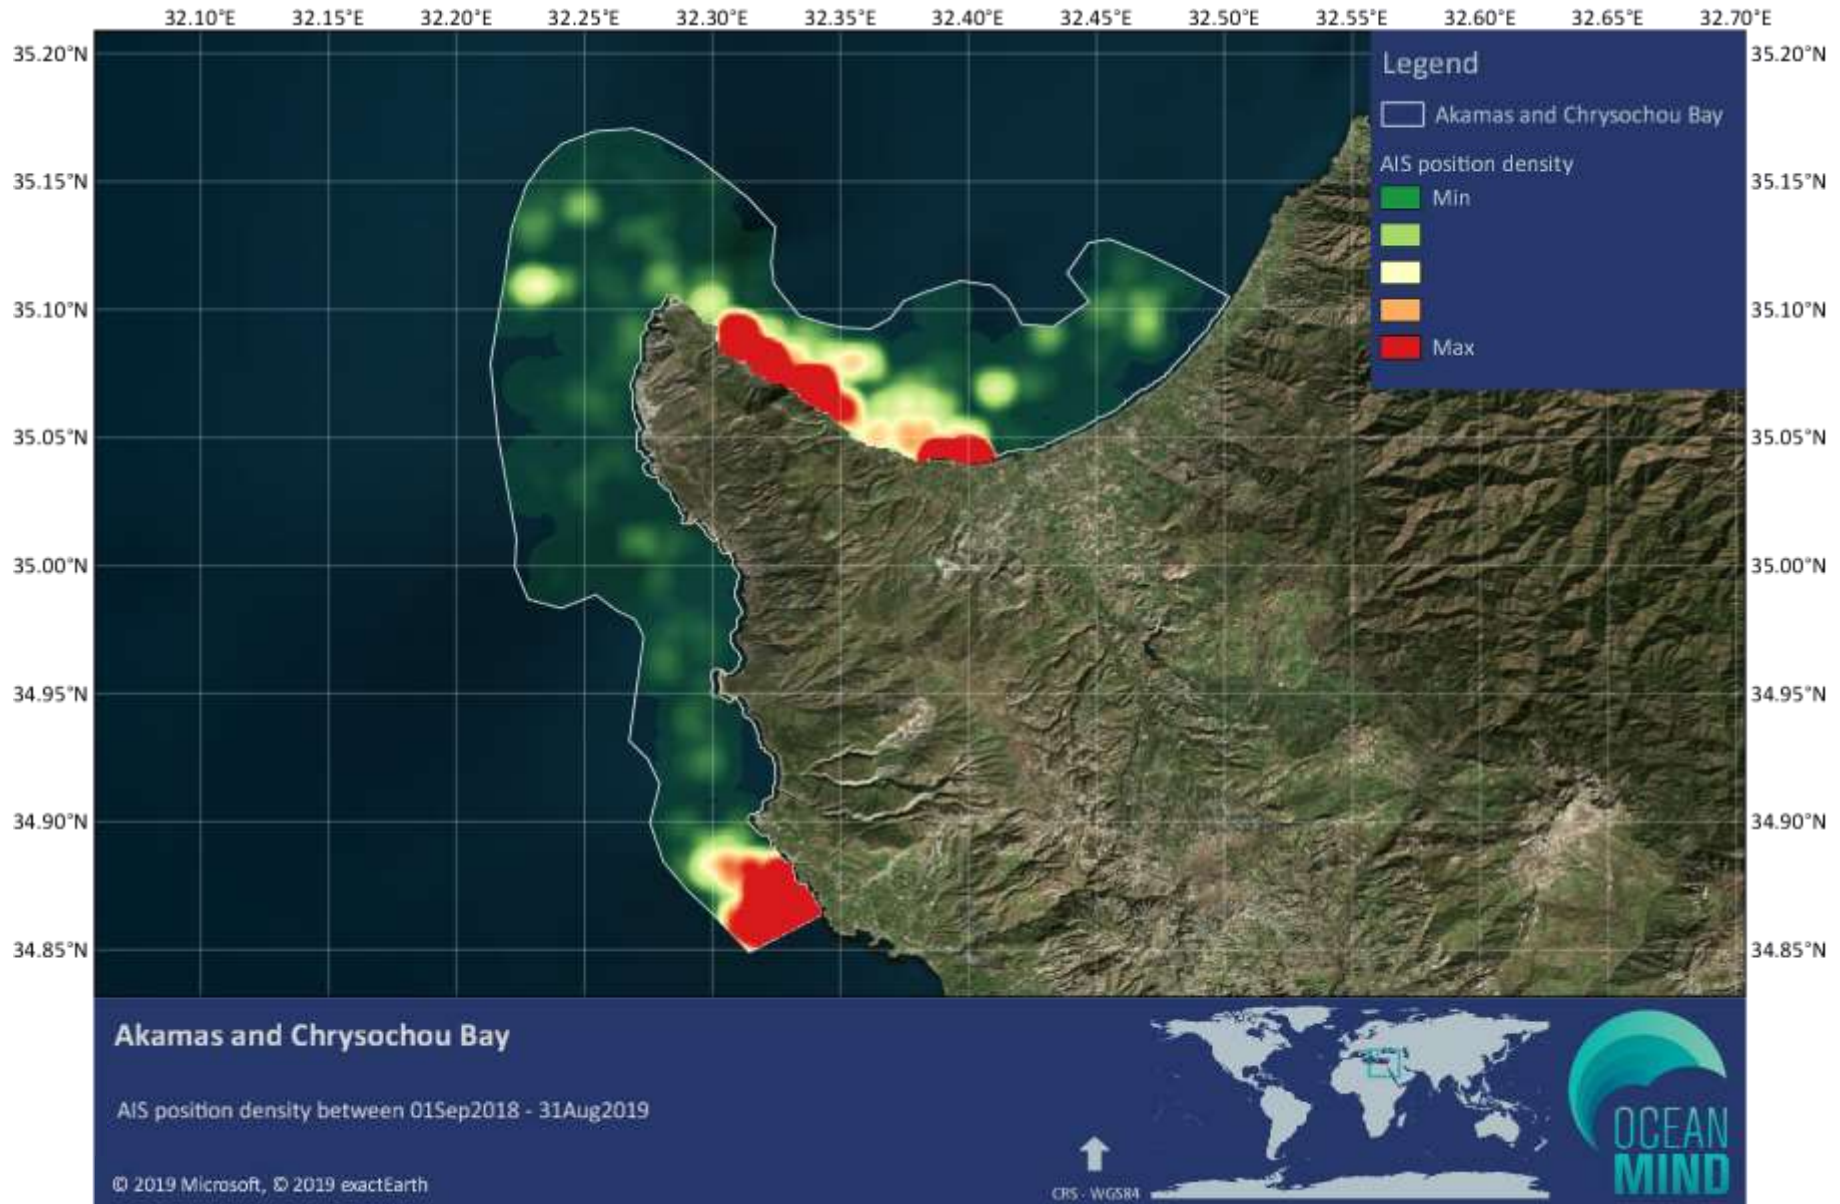 32.10°E 32.15°E 32.20°E 32.25°E 32.30°E 32.35°E 32.40°E 32.45°E 32.50°E 32.55°E 32.60°E 32.65°E 32.70°E
35.20°N 35.20°N
Legend
Akamas and Chrysochou Bay
AIS position density
35.15°N 35.15°N
Min
35.10°N 35.10°N
Max
35.05°N 35.05°N
35.00°N 35.00°N
34.95°N 34.95°N
34.90°N 34.90°N
34.85°N 34.85°N
Akamas and Chrysochou Bay
AIS position density between 01Sep2018 - 31Aug2019
© 2019 Microsoft, © 2019 exactEarth
CRS - WGS84
OCEAN
MIND